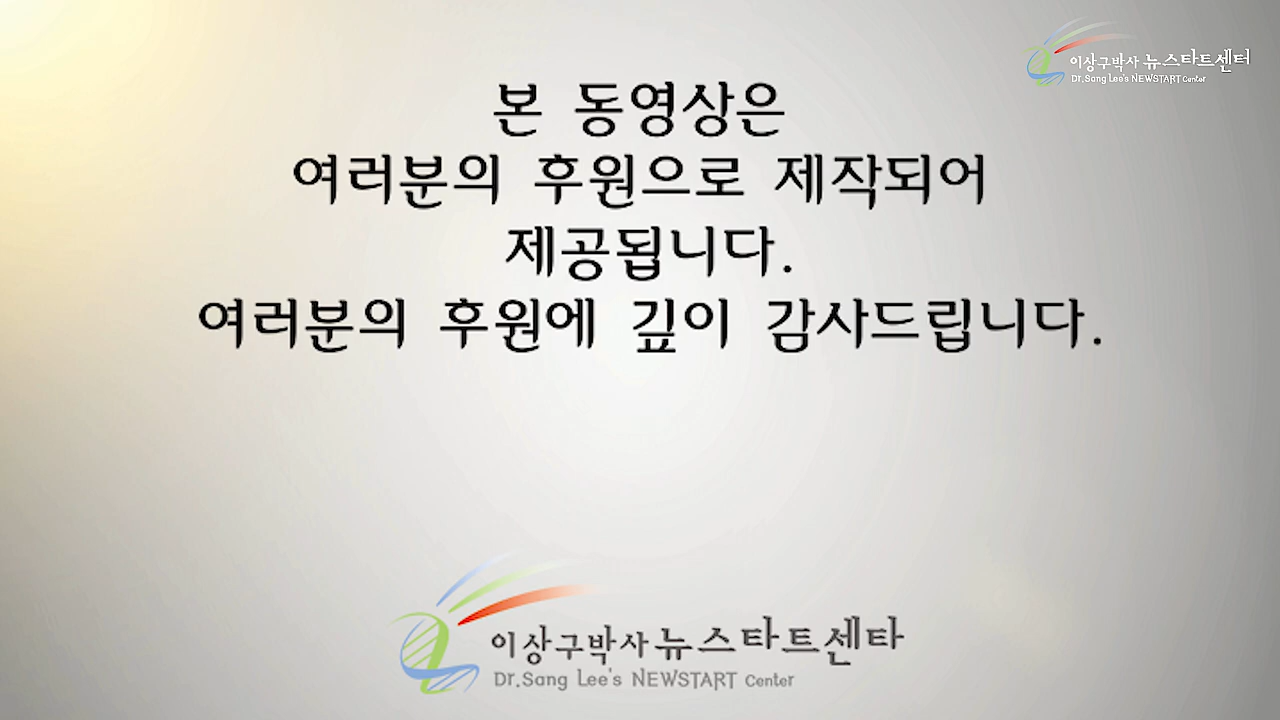 이상구박사 뉴스타트센터
Dr.Sang Lee's NEWSTART Center
본 동영상은
여러분의 후원으로 제작되어
제공됩니다.
여러분의 후원에 깊이 감사드립니다.
이상구박사 뉴스타트센타
Dr.Sang Lee's NEWSTART Center